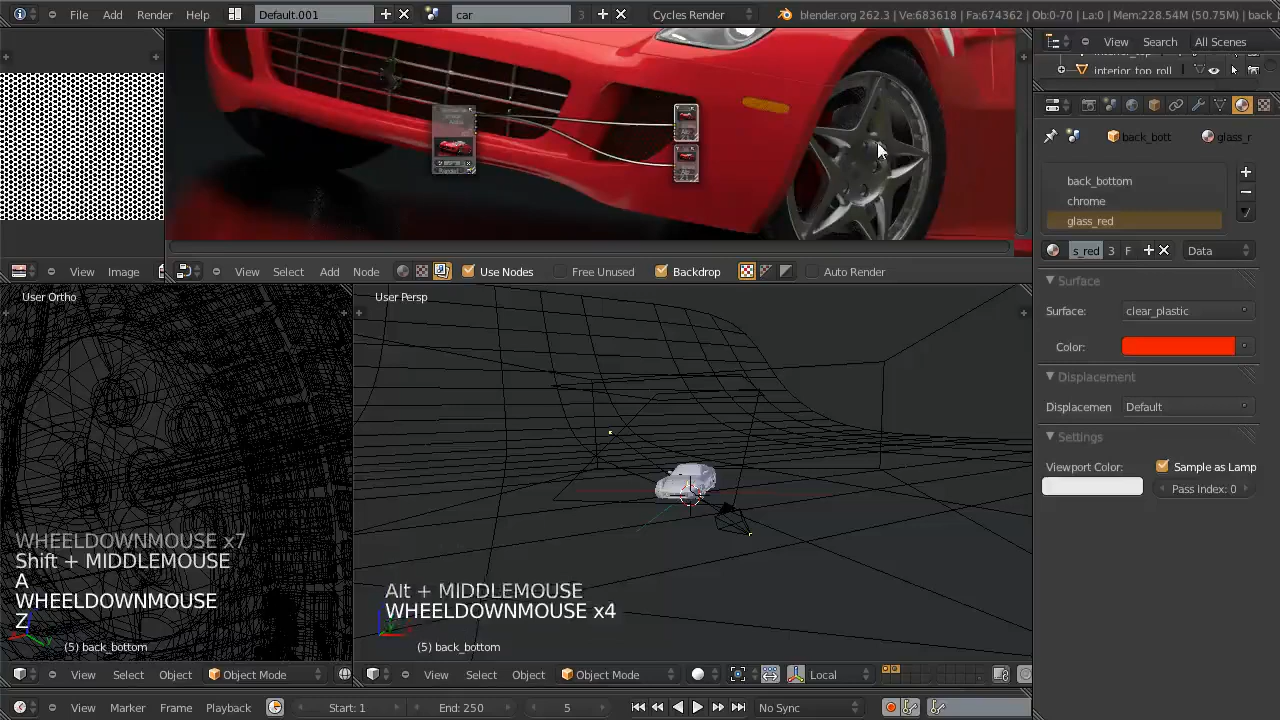 File Add Render Help Default.001 car 3 Cycles Render blender.org 262.3 | Ve:683618 | Fa:674362 | Ob:0-70 | La:0 | Mem:228.54M (50.75M) | back_
View Search All Scenes
interior_top_roll
back_bott glass_r
back_bottom
chrome
glass_red
s_red 3 F Data
Surface
Surface: clear_plastic
Color:
Displacement
Displacemen Default
Settings
Viewport Color: Sample as Lamp
Pass Index: 0
View Image
View Select Add Node Use Nodes Free Unused Backdrop Auto Render
User Ortho
WHEELDOWNMOUSE x7
Shift + MIDDLEMOUSE
A
WHEELDOWNMOUSE
Z
(5) back_bottom
User Persp
Alt + MIDDLEMOUSE
WHEELDOWNMOUSE x4
(5) back_bottom
View Select Object Object Mode
View Select Object Object Mode Local
View Marker Frame Playback Start: 1 End: 250 5 No Sync